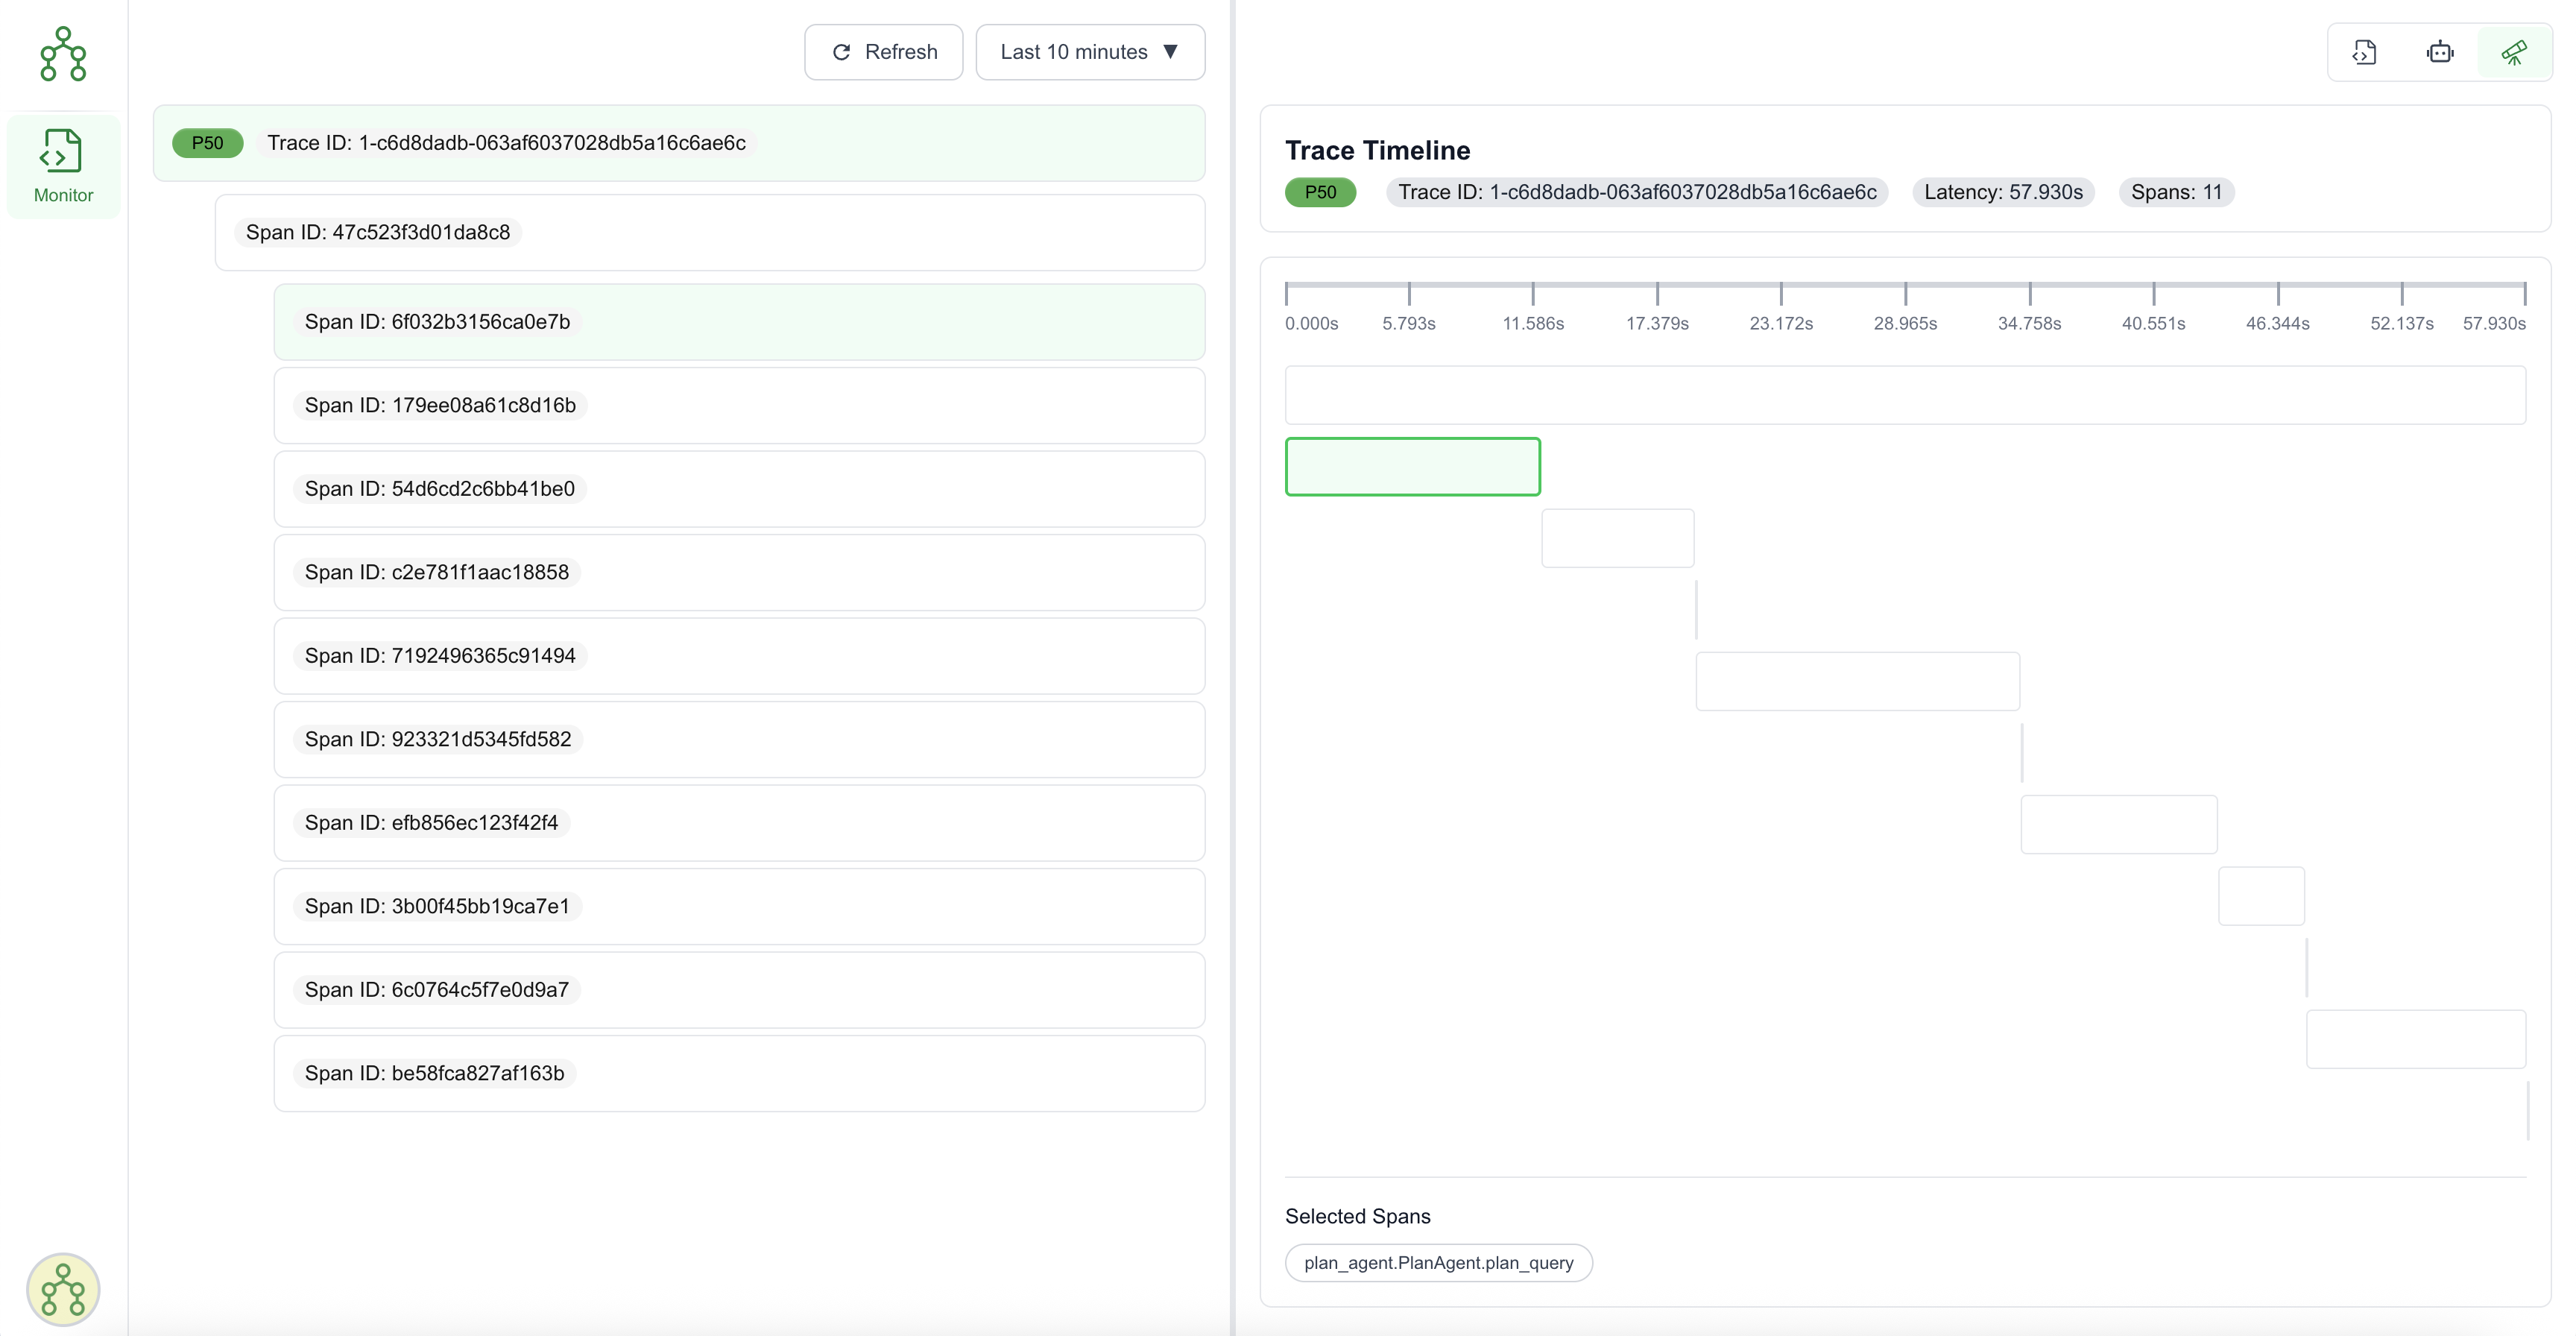 Refresh
Last 10 minutes ▼
Monitor
P50 Trace ID: 1-c6d8dadb-063af6037028db5a16c6ae6c
Span ID: 47c523f3d01da8c8
Span ID: 6f032b3156ca0e7b
Span ID: 179ee08a61c8d16b
Span ID: 54d6cd2c6bb41be0
Span ID: c2e781f1aac18858
Span ID: 7192496365c91494
Span ID: 923321d5345fd582
Span ID: efb856ec123f42f4
Span ID: 3b00f45bb19ca7e1
Span ID: 6c0764c5f7e0d9a7
Span ID: be58fca827af163b
Trace Timeline
P50 Trace ID: 1-c6d8dadb-063af6037028db5a16c6ae6c Latency: 57.930s Spans: 11
0.000s 5.793s 11.586s 17.379s 23.172s 28.965s 34.758s 40.551s 46.344s 52.137s 57.930s
Selected Spans
plan_agent.PlanAgent.plan_query